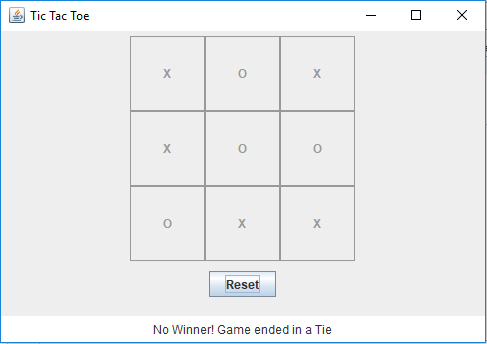 Tic Tac Toe
X O X
X O O
O X X
Reset
No Winner! Game ended in a Tie